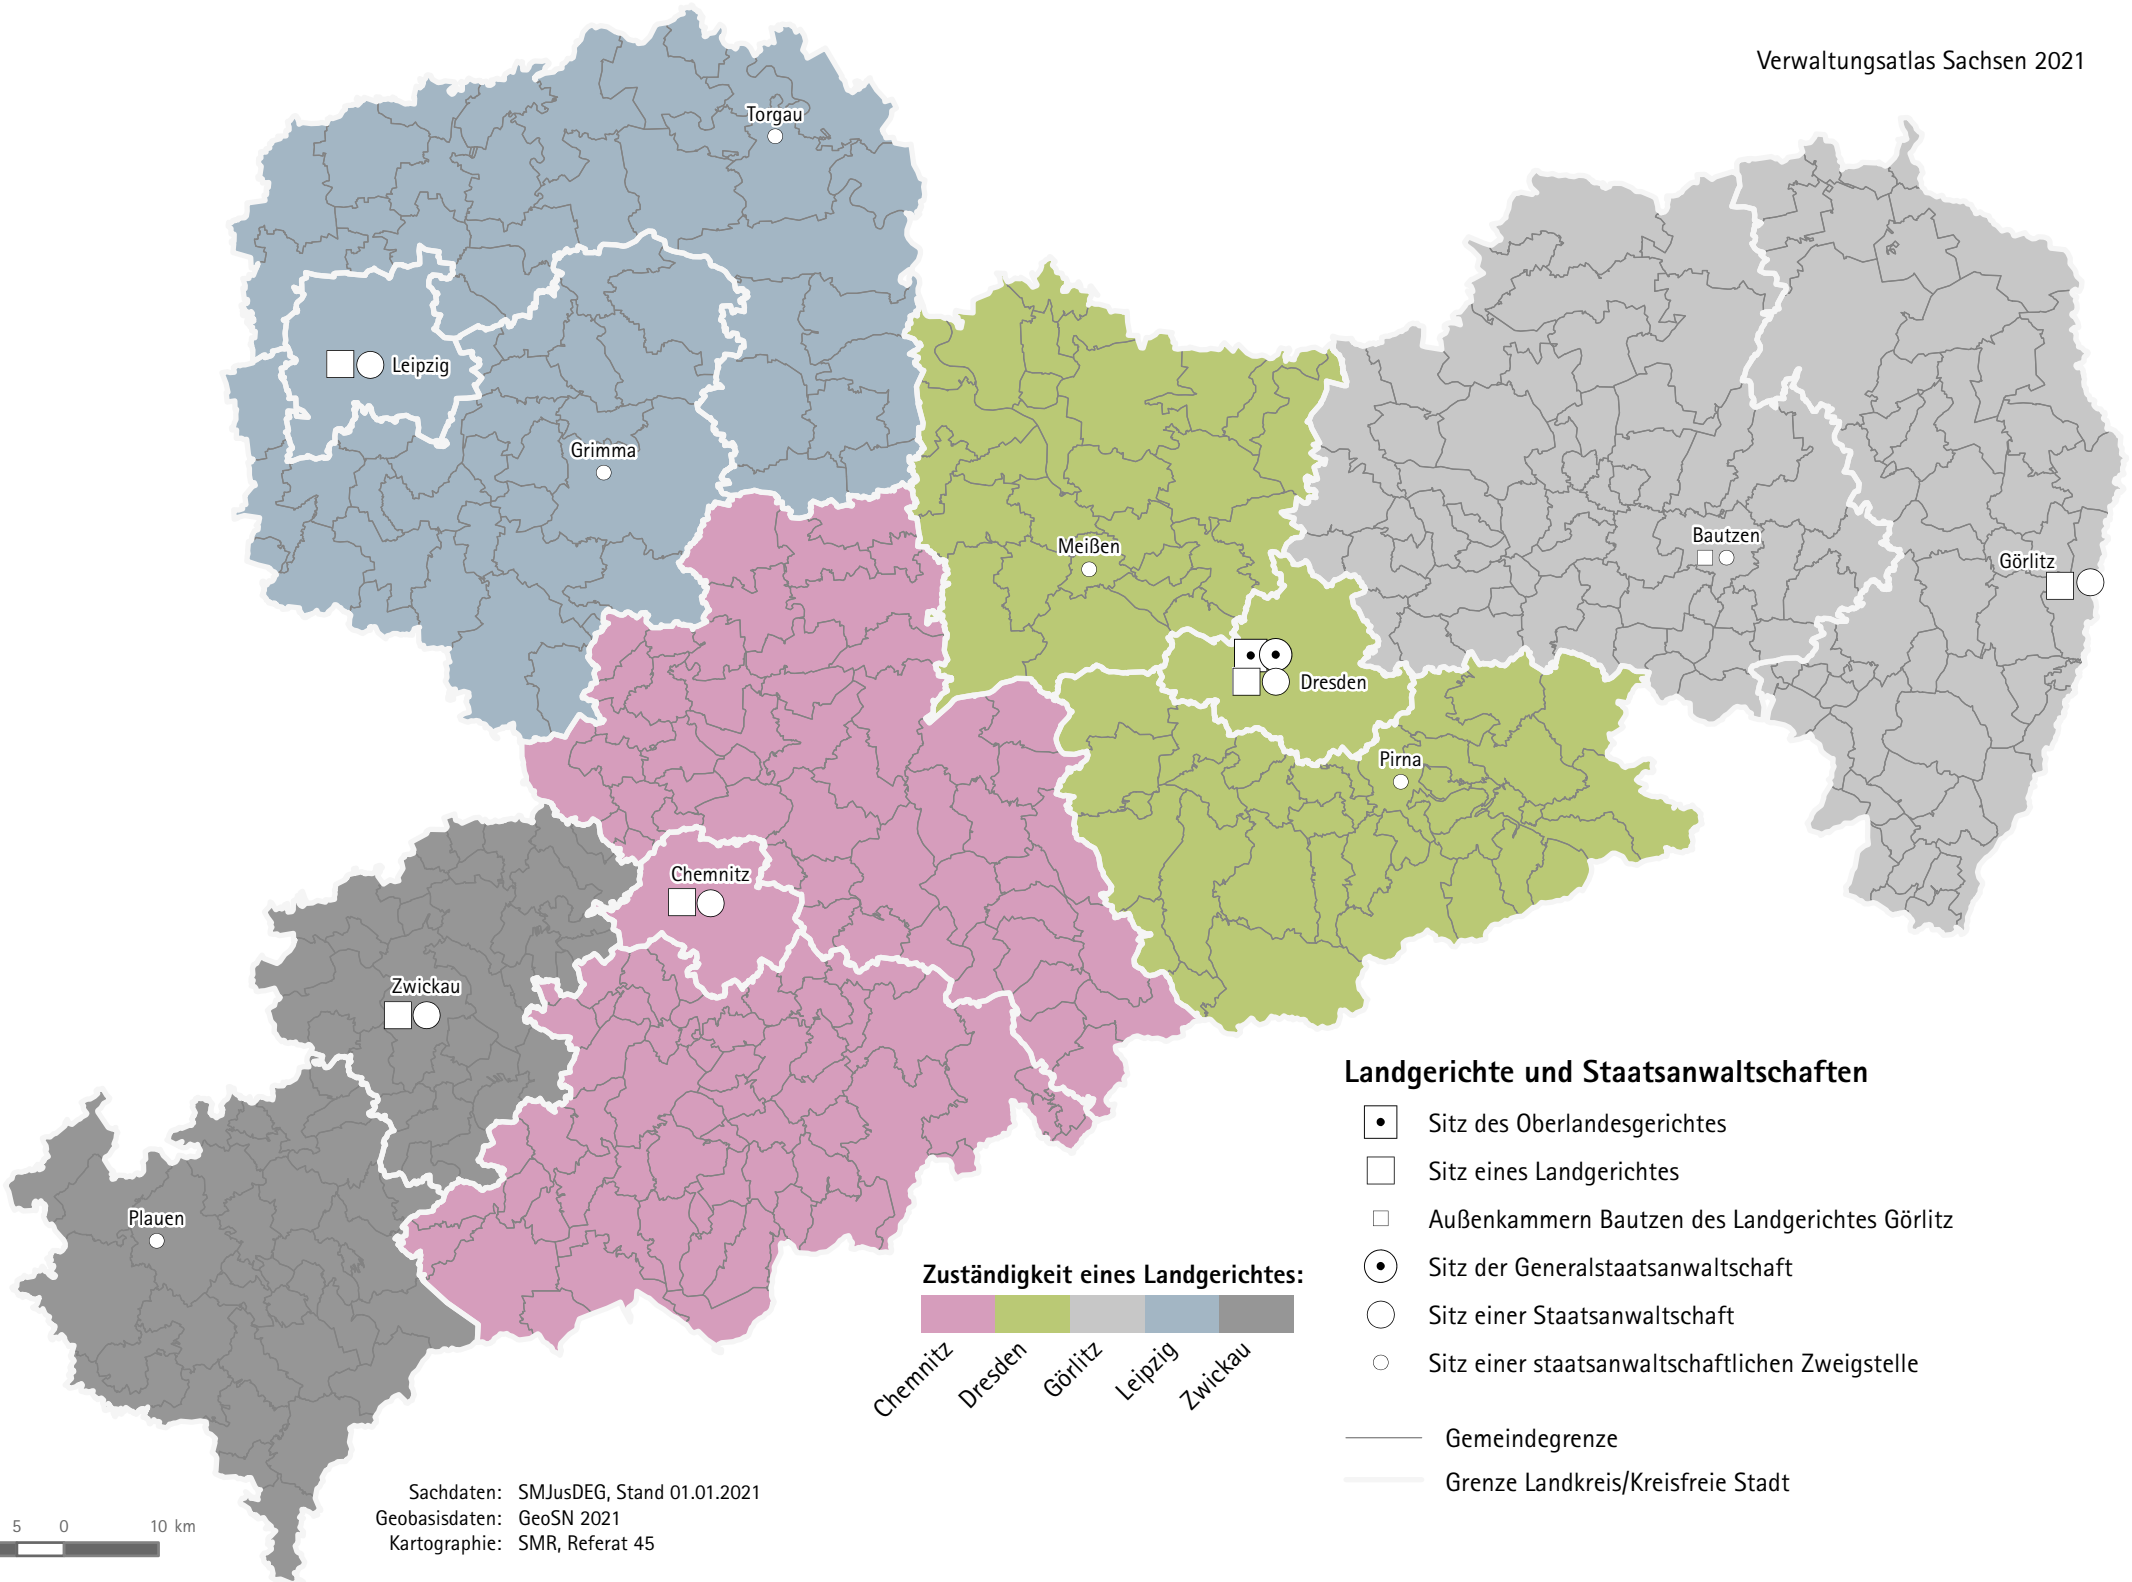 Verwaltungsatlas Sachsen 2021
Torgau
Leipzig
Grimma
Meißen
Bautzen
Görlitz
Dresden
Pirna
Chemnitz
Zwickau
Plauen
Landgerichte und Staatsanwaltschaften
Sitz des Oberlandesgerichtes
Sitz eines Landgerichtes
Außenkammern Bautzen des Landgerichtes Görlitz
Sitz der Generalstaatsanwaltschaft
Sitz einer Staatsanwaltschaft
Sitz einer staatsanwaltschaftlichen Zweigstelle
Gemeindegrenze
Grenze Landkreis/Kreisfreie Stadt
Zuständigkeit eines Landgerichtes:
Chemnitz
Dresden
Görlitz
Leipzig
Zwickau
Sachdaten: SMJusDEG, Stand 01.01.2021
Geobasisdaten: GeoSN 2021
Kartographie: SMR, Referat 45
5 0 10 km